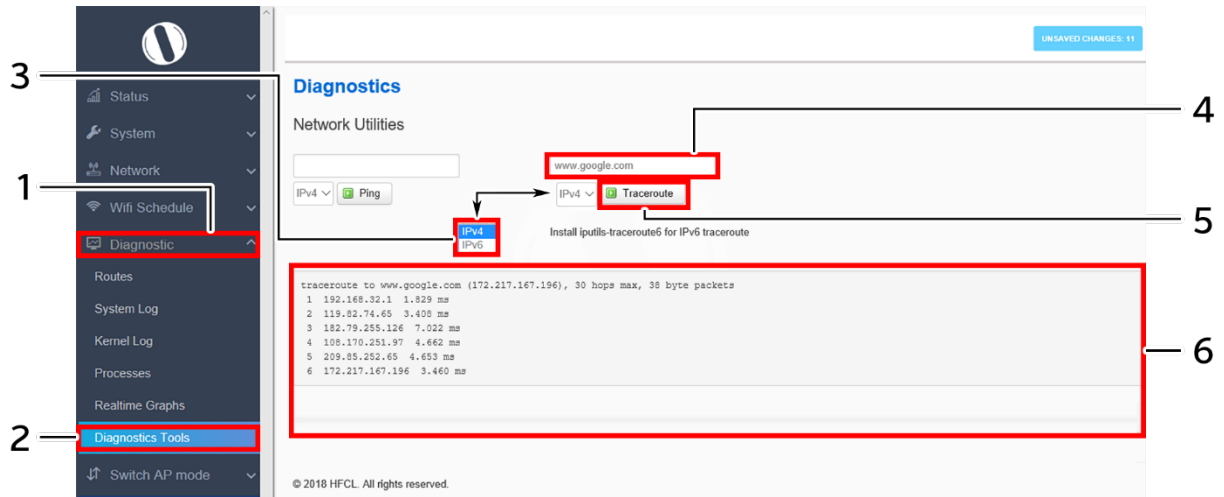 UNSAVED CHANGES: 11
3
Status
System
Network
1
Wifi Schedule
Diagnostic
Routes
System Log
Kernel Log
Processes
Realtime Graphs
2
Diagnostics Tools
Switch AP mode
Diagnostics
Network Utilities
4
www.google.com
IPv4 Ping
IPv4 Traceroute
5
IPv4
IPv6
Install iputils-traceroute6 for IPv6 traceroute
traceroute to www.google.com (172.217.167.196), 30 hops max, 38 byte packets
1 192.168.32.1 1.829 ms
2 119.82.74.65 3.408 ms
3 182.79.255.126 7.022 ms
4 108.170.251.97 4.662 ms
5 209.85.252.65 4.653 ms
6 172.217.167.196 3.460 ms
6
© 2018 HFCL. All rights reserved.